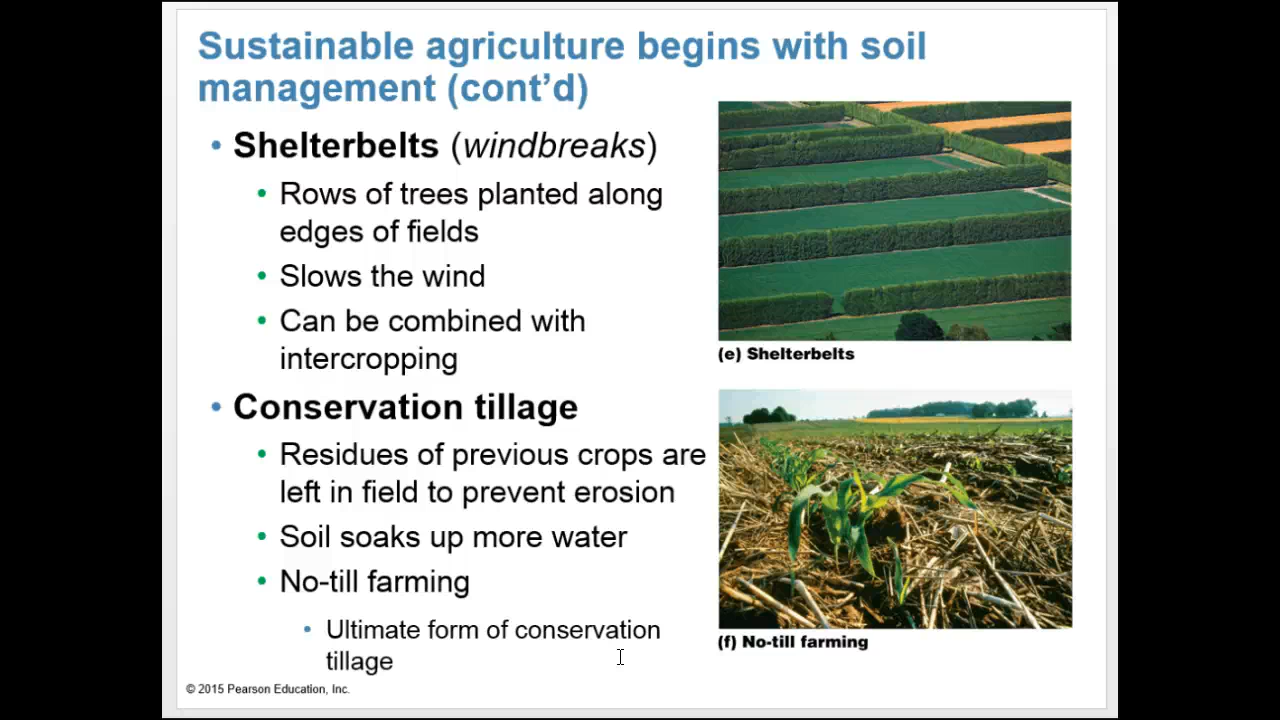 Sustainable agriculture begins with soil
management (cont’d)
• Shelterbelts (windbreaks)
• Rows of trees planted along
edges of fields
• Slows the wind
• Can be combined with
intercropping
(e) Shelterbelts
• Conservation tillage
• Residues of previous crops are
left in field to prevent erosion
• Soil soaks up more water
• No-till farming
• Ultimate form of conservation
tillage
(f) No-till farming
© 2015 Pearson Education, Inc.